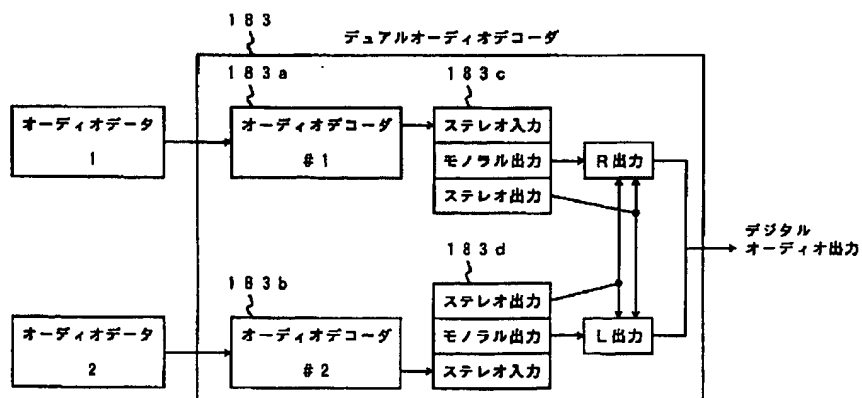 183
デュアルオーディオデコーダ
183a
183c
オーディオデータ
1
オーディオデコーダ
#1
ステレオ入力
モノラル出力
ステレオ出力
R出力
デジタル
オーディオ出力
183b
183d
オーディオデータ
2
オーディオデコーダ
#2
ステレオ出力
モノラル出力
ステレオ入力
L出力